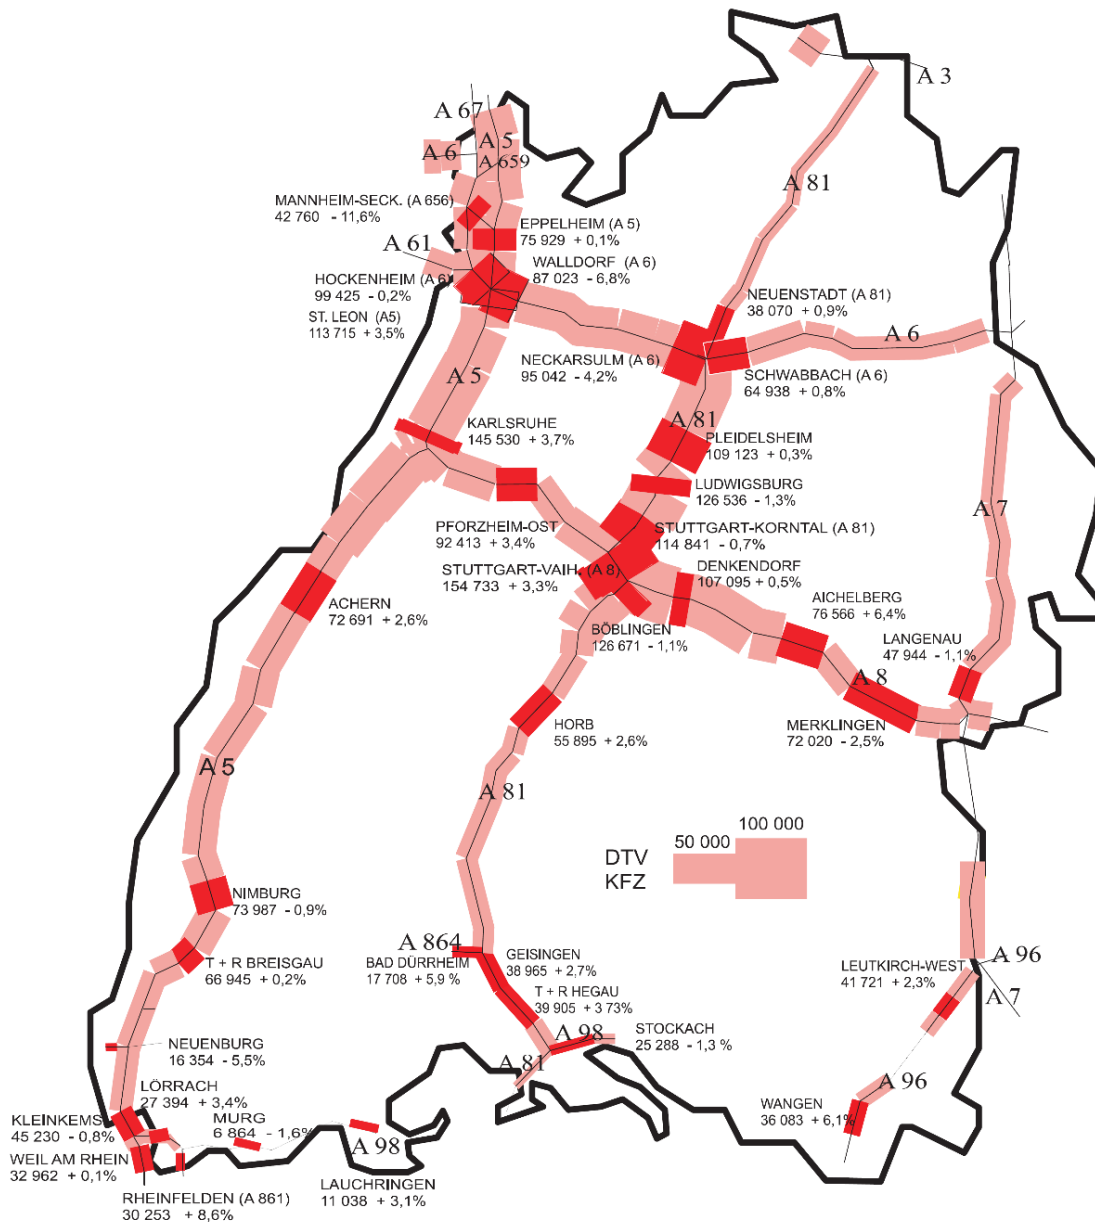 A 3
A 67
A 5
A 6
A 659
A 81
MANNHEIM-SECK. (A 656)
42 760 - 11,6%
EPPELHEIM (A 5)
75 929 + 0,1%
A 61
WALLDORF (A 6)
87 023 - 6,8%
HOCKENHEIM (A 6)
99 425 - 0,2%
ST. LEON (A5)
113 715 + 3,5%
NEUENSTADT (A 81)
38 070 + 0,9%
A 6
NECKARSULM (A 6)
95 042 - 4,2%
SCHWABBACH (A 6)
64 938 + 0,8%
A 5
A 81
KARLSRUHE
145 530 + 3,7%
PLEIDELSHEIM
109 123 + 0,3%
LUDWIGSBURG
126 536 - 1,3%
A 7
PFORZHEIM-OST
92 413 + 3,4%
STUTTGART-KORNTAL (A 81)
114 841 - 0,7%
STUTTGART-VAIH. (A 8)
154 733 + 3,3%
DENKENDORF
107 095 + 0,5%
ACHERN
72 691 + 2,6%
AICHELBERG
76 566 + 6,4%
BÖBLINGEN
126 671 - 1,1%
LANGENAU
47 944 - 1,1%
A 8
HORB
55 895 + 2,6%
MERKLINGEN
72 020 - 2,5%
A 5
A 81
100 000
50 000
DTV
KFZ
NIMBURG
73 987 - 0,9%
A 864
BAD DÜRRHEIM
17 708 + 5,9 %
GEISINGEN
38 965 + 2,7%
A 96
T + R BREISGAU
66 945 + 0,2%
LEUTKIRCH-WEST
41 721 + 2,3%
A 7
T + R HEGAU
39 905 + 3 73%
A 98
STOCKACH
25 288 - 1,3 %
NEUENBURG
16 354 - 5,5%
A 81
A 96
LÖRRACH
27 394 + 3,4%
WANGEN
36 083 + 6,1%
KLEINKEMS
45 230 - 0,8%
MURG
6 864 - 1,6%
A 98
WEIL AM RHEIN
32 962 + 0,1%
LAUCHRINGEN
11 038 + 3,1%
RHEINFELDEN (A 861)
30 253 + 8,6%